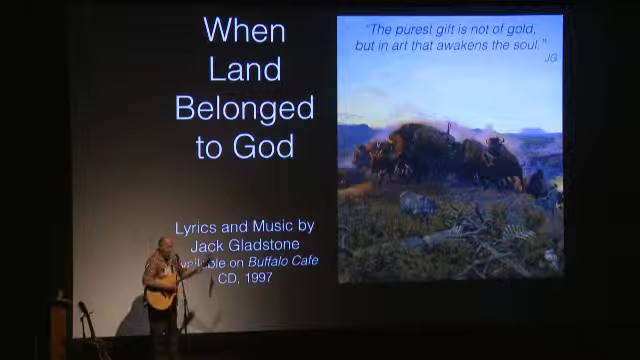 When
Land
Belonged
to God
"The purest gift is not of gold,
but in art that awakens the soul."
JG
Lyrics and Music by
Jack Gladstone
on Buffalo Cafe
CD, 1997